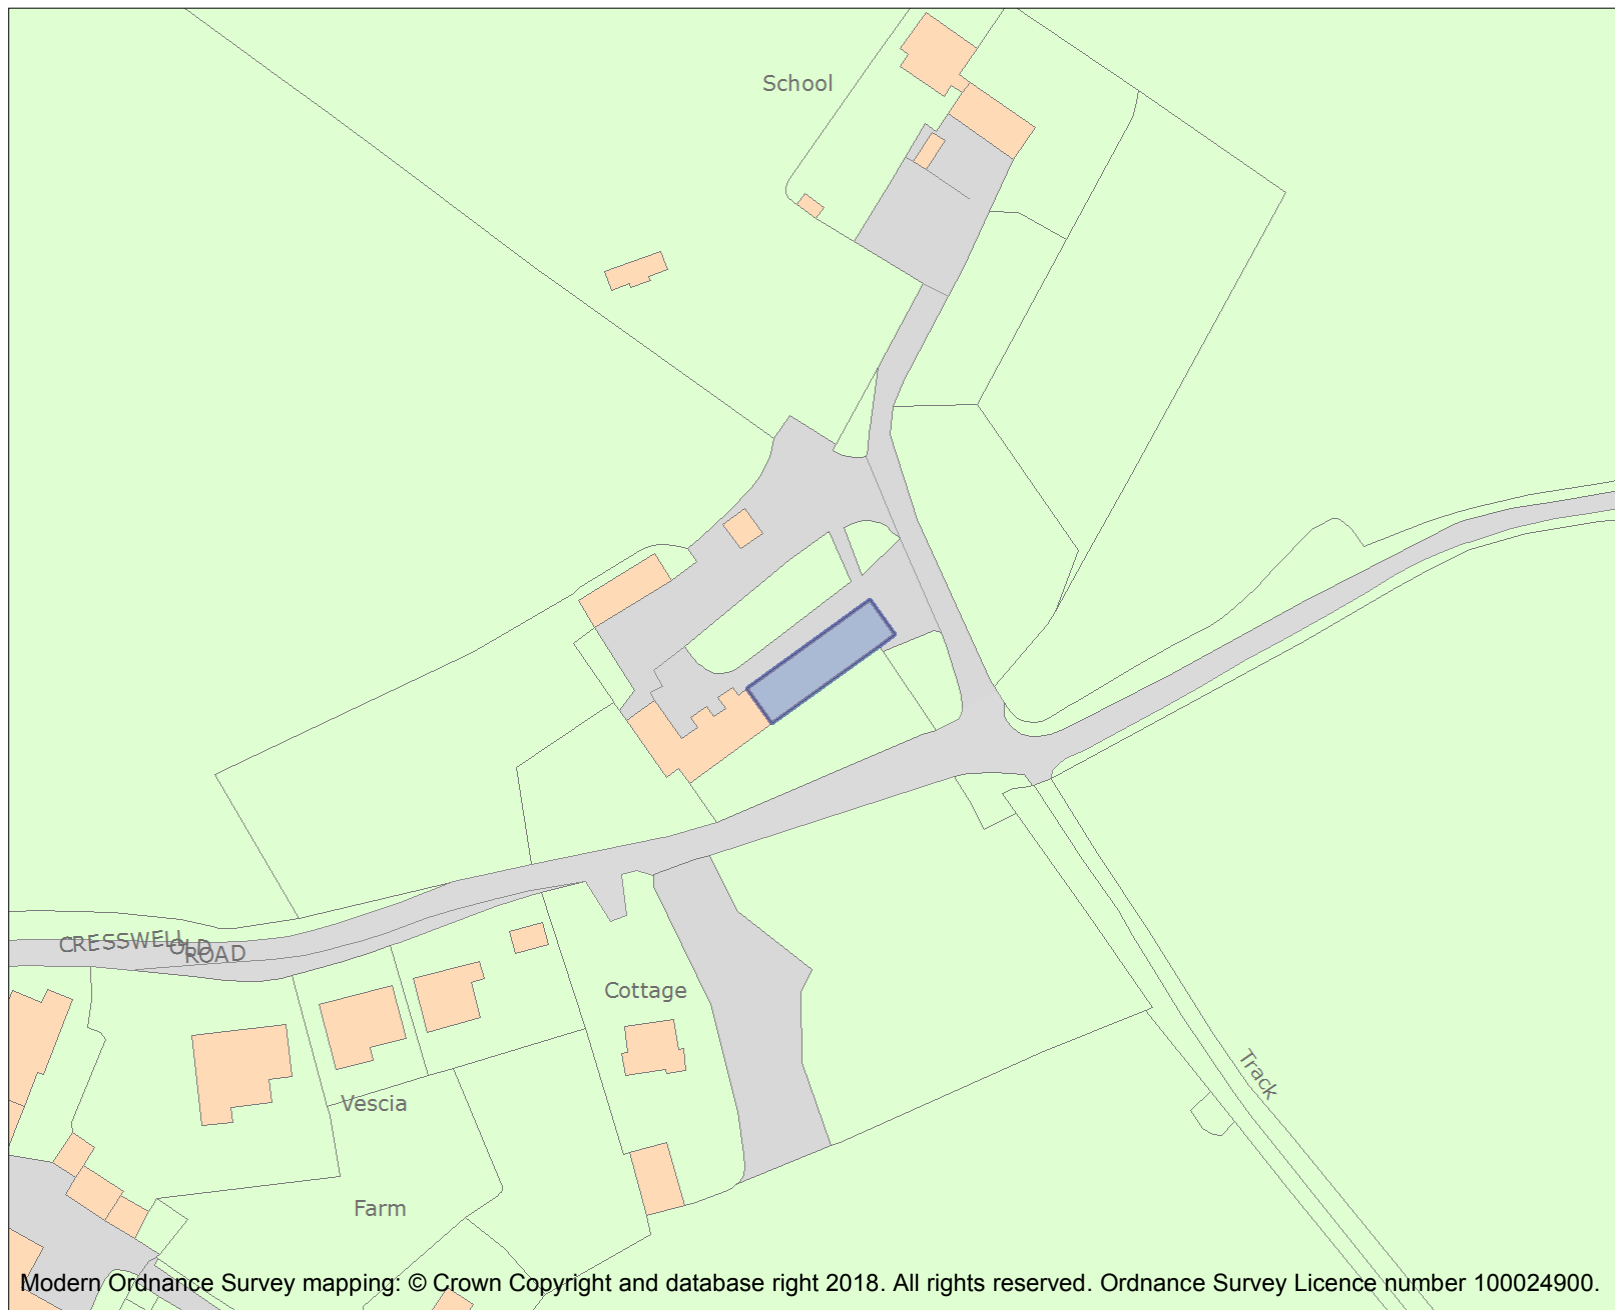 School
CRESSWELL
OLD
ROAD
Cottage
Track
Vescia
Farm
Modern Ordnance Survey mapping: © Crown Copyright and database right 2018. All rights reserved. Ordnance Survey Licence number 100024900.